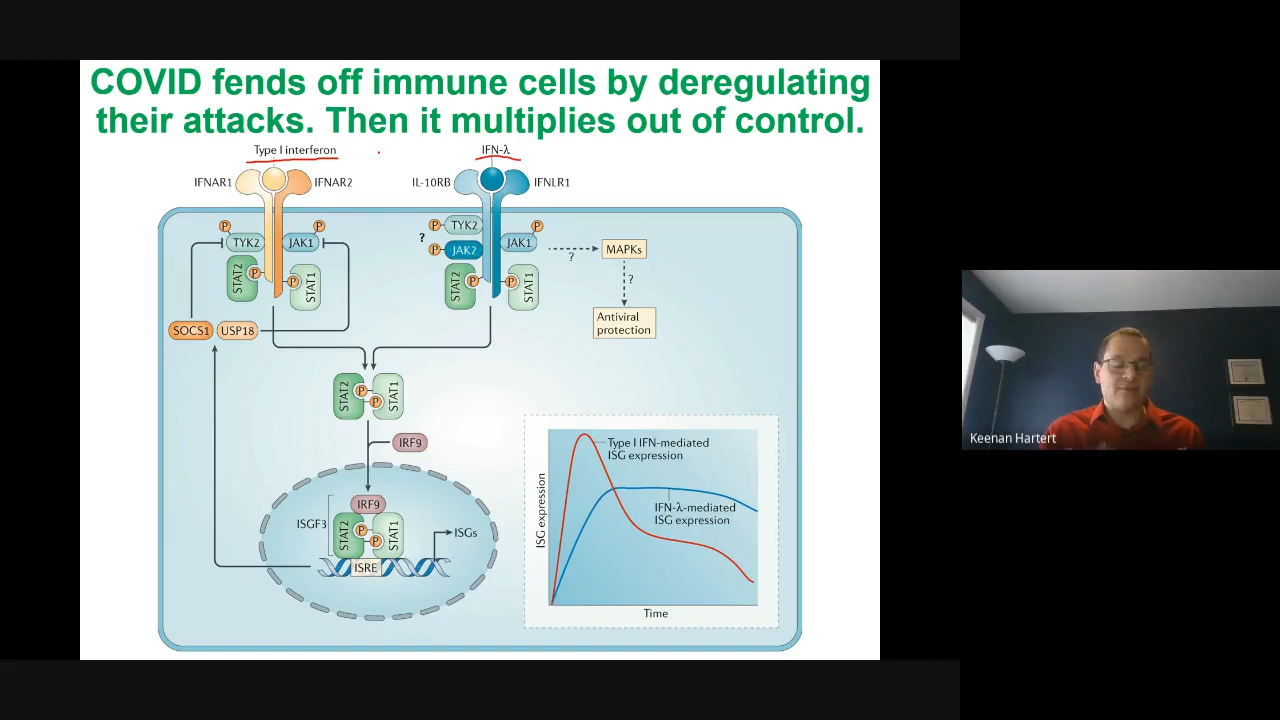 COVID fends off immune cells by deregulating
their attacks. Then it multiplies out of control.
Type I interferon
IFN-λ
IFNAR1
IFNAR2
IL-10RB
IFNLR1
P
P
P
TYK2
P
TYK2
JAK1
?
P
JAK2
JAK1
MAPKs
?
STAT2
P
P
STAT1
STAT2
P
P
STAT1
?
Antiviral
protection
SOCS1
USP18
STAT2
P
P
STAT1
IRF9
IRF9
ISGF3
STAT2
P
P
STAT1
ISGs
ISRE
Type I IFN-mediated
ISG expression
IFN-λ-mediated
ISG expression
ISG expression
Time
Keenan Hartert